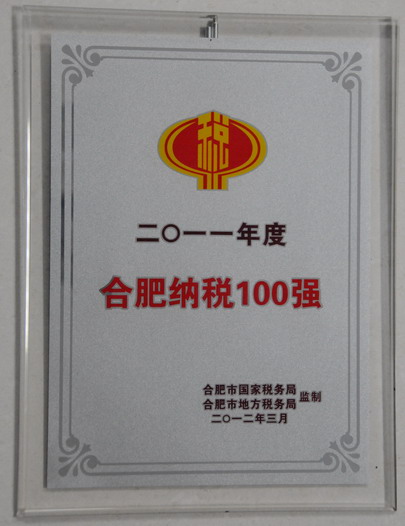 税
二〇一一年度
合肥纳税100强
合肥市国家税务局
合肥市地方税务局 监制
二〇一二年三月